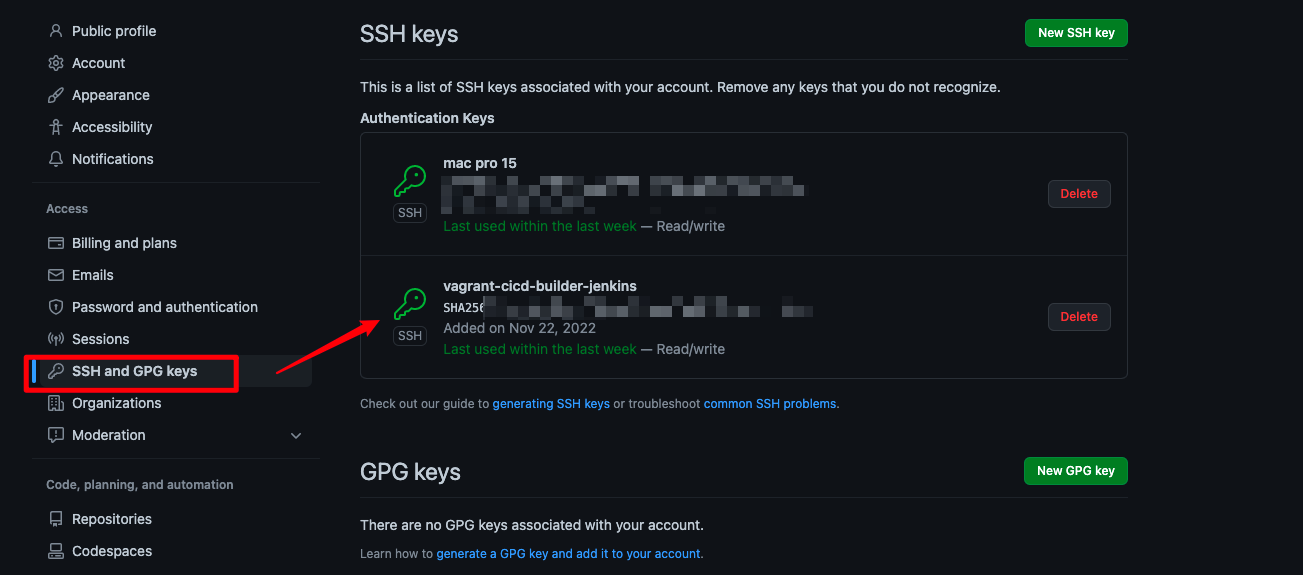 Public profile
Account
Appearance
Accessibility
Notifications
Access
Billing and plans
Emails
Password and authentication
Sessions
SSH and GPG keys
Organizations
Moderation
Code, planning, and automation
Repositories
Codespaces
SSH keys
New SSH key
This is a list of SSH keys associated with your account. Remove any keys that you do not recognize.
Authentication Keys
mac pro 15
SSH
Last used within the last week — Read/write
Delete
vagrant-cicd-builder-jenkins
SHA256
SSH
Added on Nov 22, 2022
Last used within the last week — Read/write
Delete
Check out our guide to generating SSH keys or troubleshoot common SSH problems.
GPG keys
New GPG key
There are no GPG keys associated with your account.
Learn how to generate a GPG key and add it to your account.